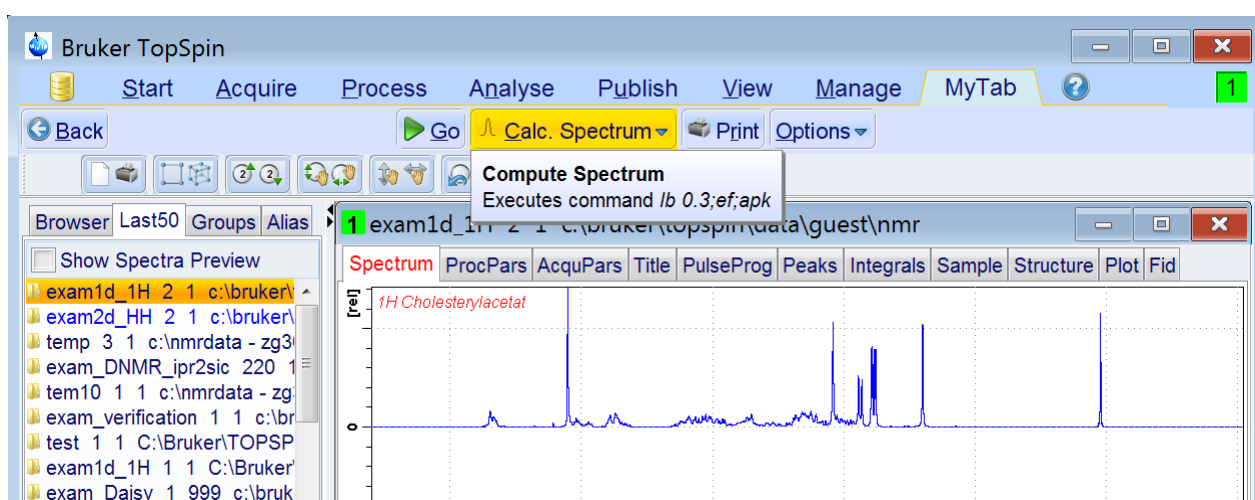 Bruker TopSpin
Start Acquire Process Analyse Publish View Manage MyTab ? 1
Back Go Calc. Spectrum Print Options
2 2
Compute Spectrum
Executes command lb 0.3;ef;apk
Browser Last50 Groups Alias
1 exam1d_1H 2 1 c:\bruker\topspin\data\guest\nmr
Show Spectra Preview
Spectrum ProcPars AcquPars Title PulseProg Peaks Integrals Sample Structure Plot Fid
exam1d_1H 2 1 c:\bruker\
exam2d_HH 2 1 c:\bruker\
temp 3 1 c:\nmrdata - zg3
exam_DNMR_ipr2sic 220 1
tem10 1 1 c:\nmrdata - zg
exam_verification 1 1 c:\br
test 1 1 C:\Bruker\TOPSP
exam1d_1H 1 1 C:\Bruker\
exam_Daisy 1 999 c:\bruk
[rel]
1H Cholesterylacetat
0